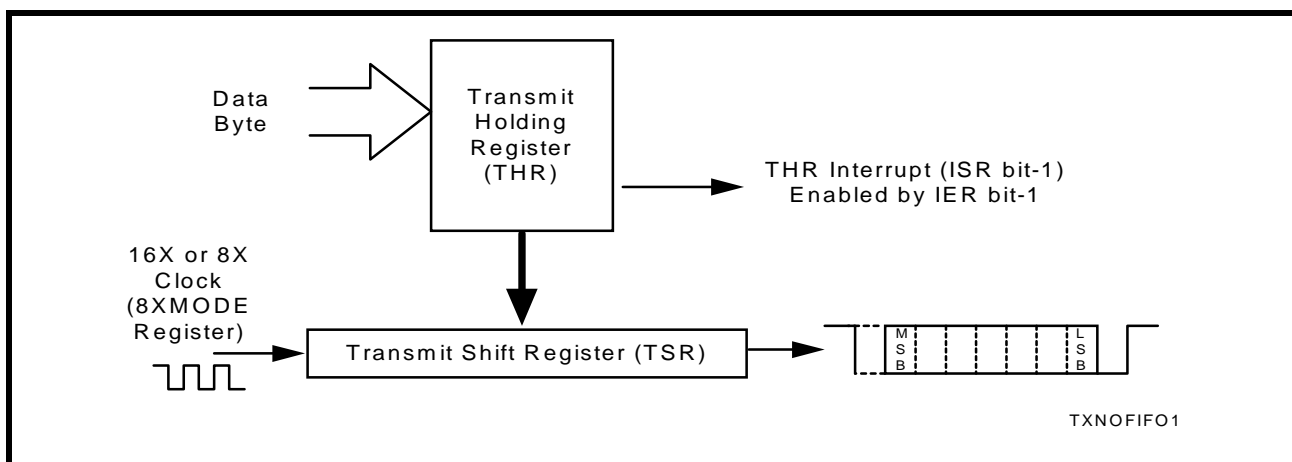 Data
Byte
Transmit
Holding
Register
(THR)
THR Interrupt (ISR bit-1)
Enabled by IER bit-1
16X or 8X
Clock
(8XMODE
Register)
Transmit Shift Register (TSR)
M
S
B
L
S
B
TXNOFIFO1